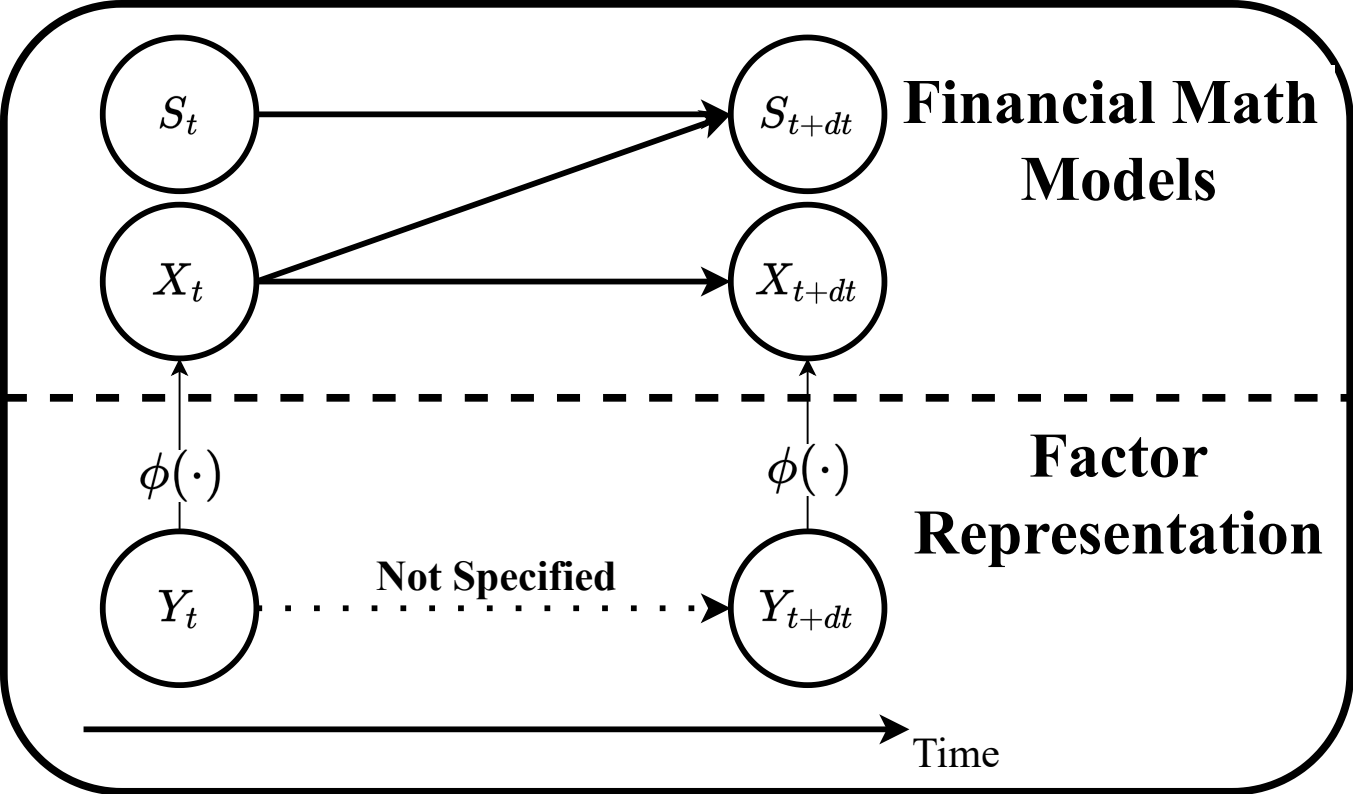 S_t
S_{t+dt}
Financial Math
Models
X_t
X_{t+dt}
ϕ(·)
ϕ(·)
Factor
Representation
Not Specified
Y_t
Y_{t+dt}
Time